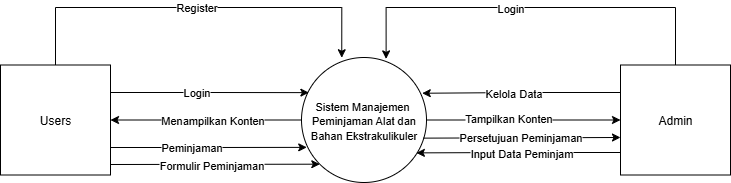 Register
Login
Login
Kelola Data
Users
Sistem Manajemen
Peminjaman Alat dan
Bahan Ekstrakulikuler
Admin
Menampilkan Konten
Tampilkan Konten
Peminjaman
Persetujuan Peminjaman
Formulir Peminjaman
Input Data Peminjam